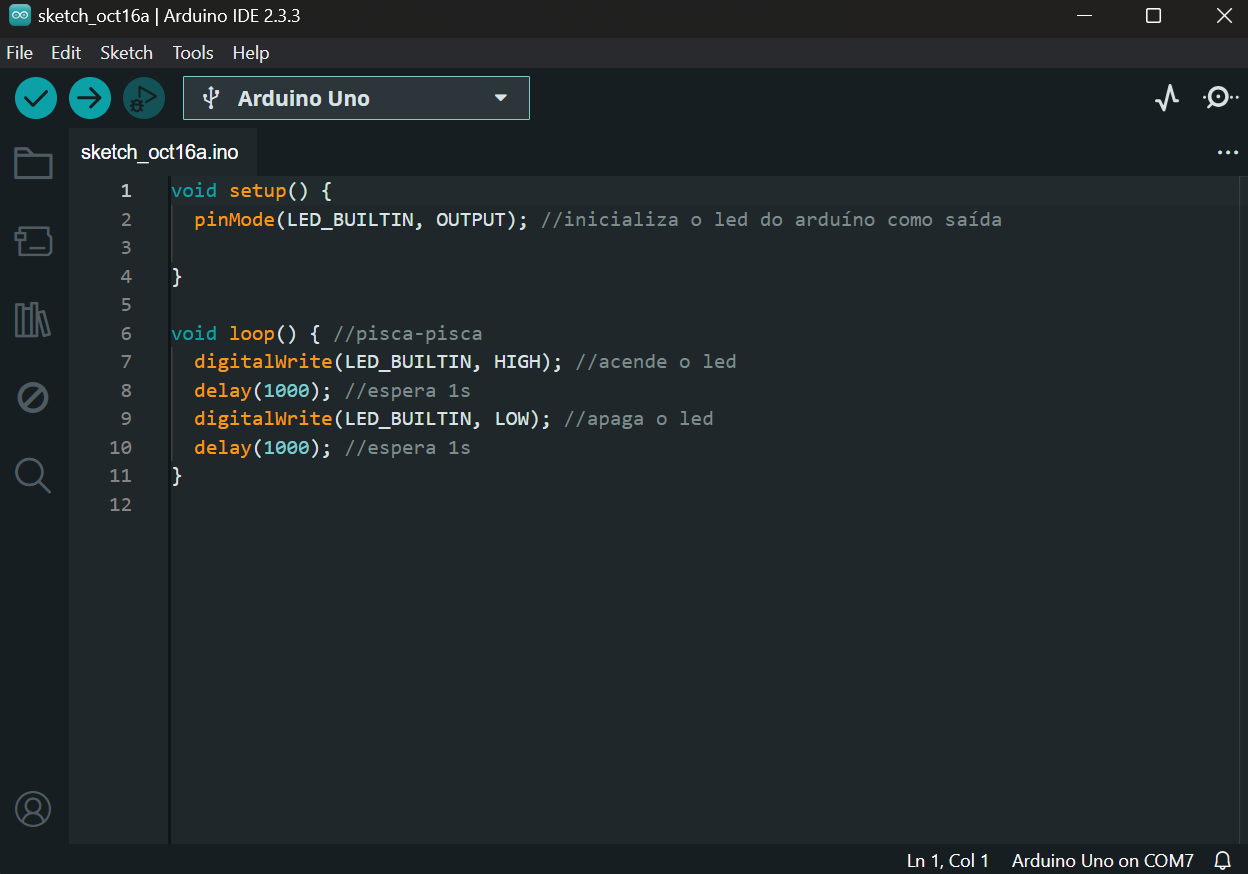 sketch_oct16a | Arduino IDE 2.3.3
File Edit Sketch Tools Help
Arduino Uno
sketch_oct16a.ino
1 void setup() {
2   pinMode(LED_BUILTIN, OUTPUT); //inicializa o led do arduíno como saída
3
4 }
5
6 void loop() { //pisca-pisca
7   digitalWrite(LED_BUILTIN, HIGH); //acende o led
8   delay(1000); //espera 1s
9   digitalWrite(LED_BUILTIN, LOW); //apaga o led
10   delay(1000); //espera 1s
11 }
12
Ln 1, Col 1 Arduino Uno on COM7